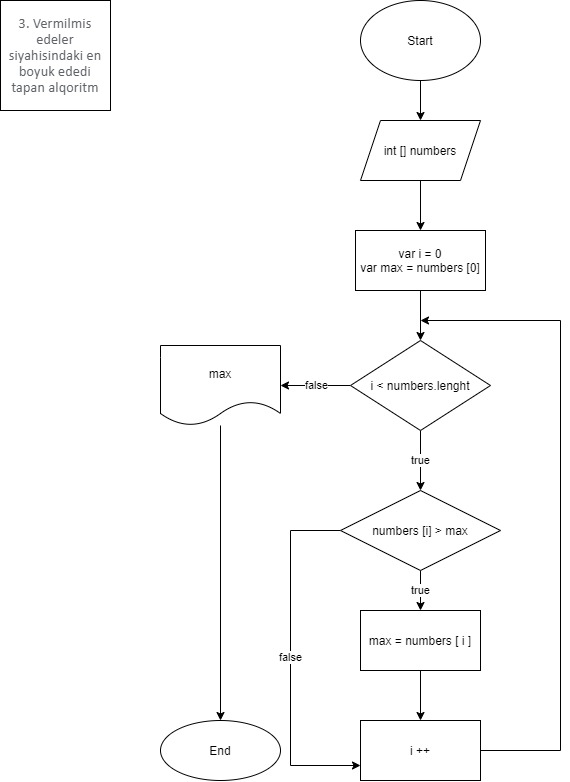 3. Vermilmis
edeler
siyahisindaki en
boyuk ededi
tapan alqoritm
Start
int [] numbers
var i = 0
var max = numbers [0]
max
false
i < numbers.lenght
true
numbers [i] > max
true
max = numbers [ i ]
false
End
i ++